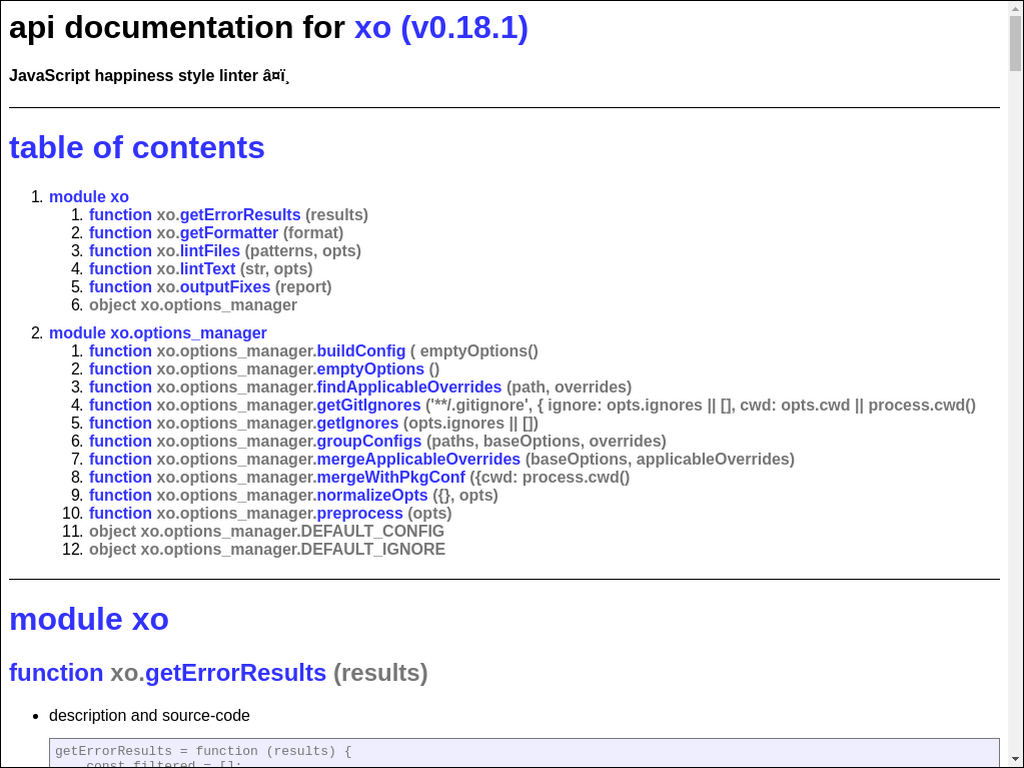 api documentation for xo (v0.18.1)
JavaScript happiness style linter â¤ï¸
table of contents
1. module xo
1. function xo.getErrorResults (results)
2. function xo.getFormatter (format)
3. function xo.lintFiles (patterns, opts)
4. function xo.lintText (str, opts)
5. function xo.outputFixes (report)
6. object xo.options_manager
2. module xo.options_manager
1. function xo.options_manager.buildConfig ( emptyOptions()
2. function xo.options_manager.emptyOptions ()
3. function xo.options_manager.findApplicableOverrides (path, overrides)
4. function xo.options_manager.getGitIgnores ('**/.gitignore', { ignore: opts.ignores || [], cwd: opts.cwd || process.cwd()
5. function xo.options_manager.getIgnores (opts.ignores || [])
6. function xo.options_manager.groupConfigs (paths, baseOptions, overrides)
7. function xo.options_manager.mergeApplicableOverrides (baseOptions, applicableOverrides)
8. function xo.options_manager.mergeWithPkgConf ({cwd: process.cwd()
9. function xo.options_manager.normalizeOpts ({}, opts)
10. function xo.options_manager.preprocess (opts)
11. object xo.options_manager.DEFAULT_CONFIG
12. object xo.options_manager.DEFAULT_IGNORE
module xo
function xo.getErrorResults (results)
• description and source-code
getErrorResults = function (results) {
const filtered = [];